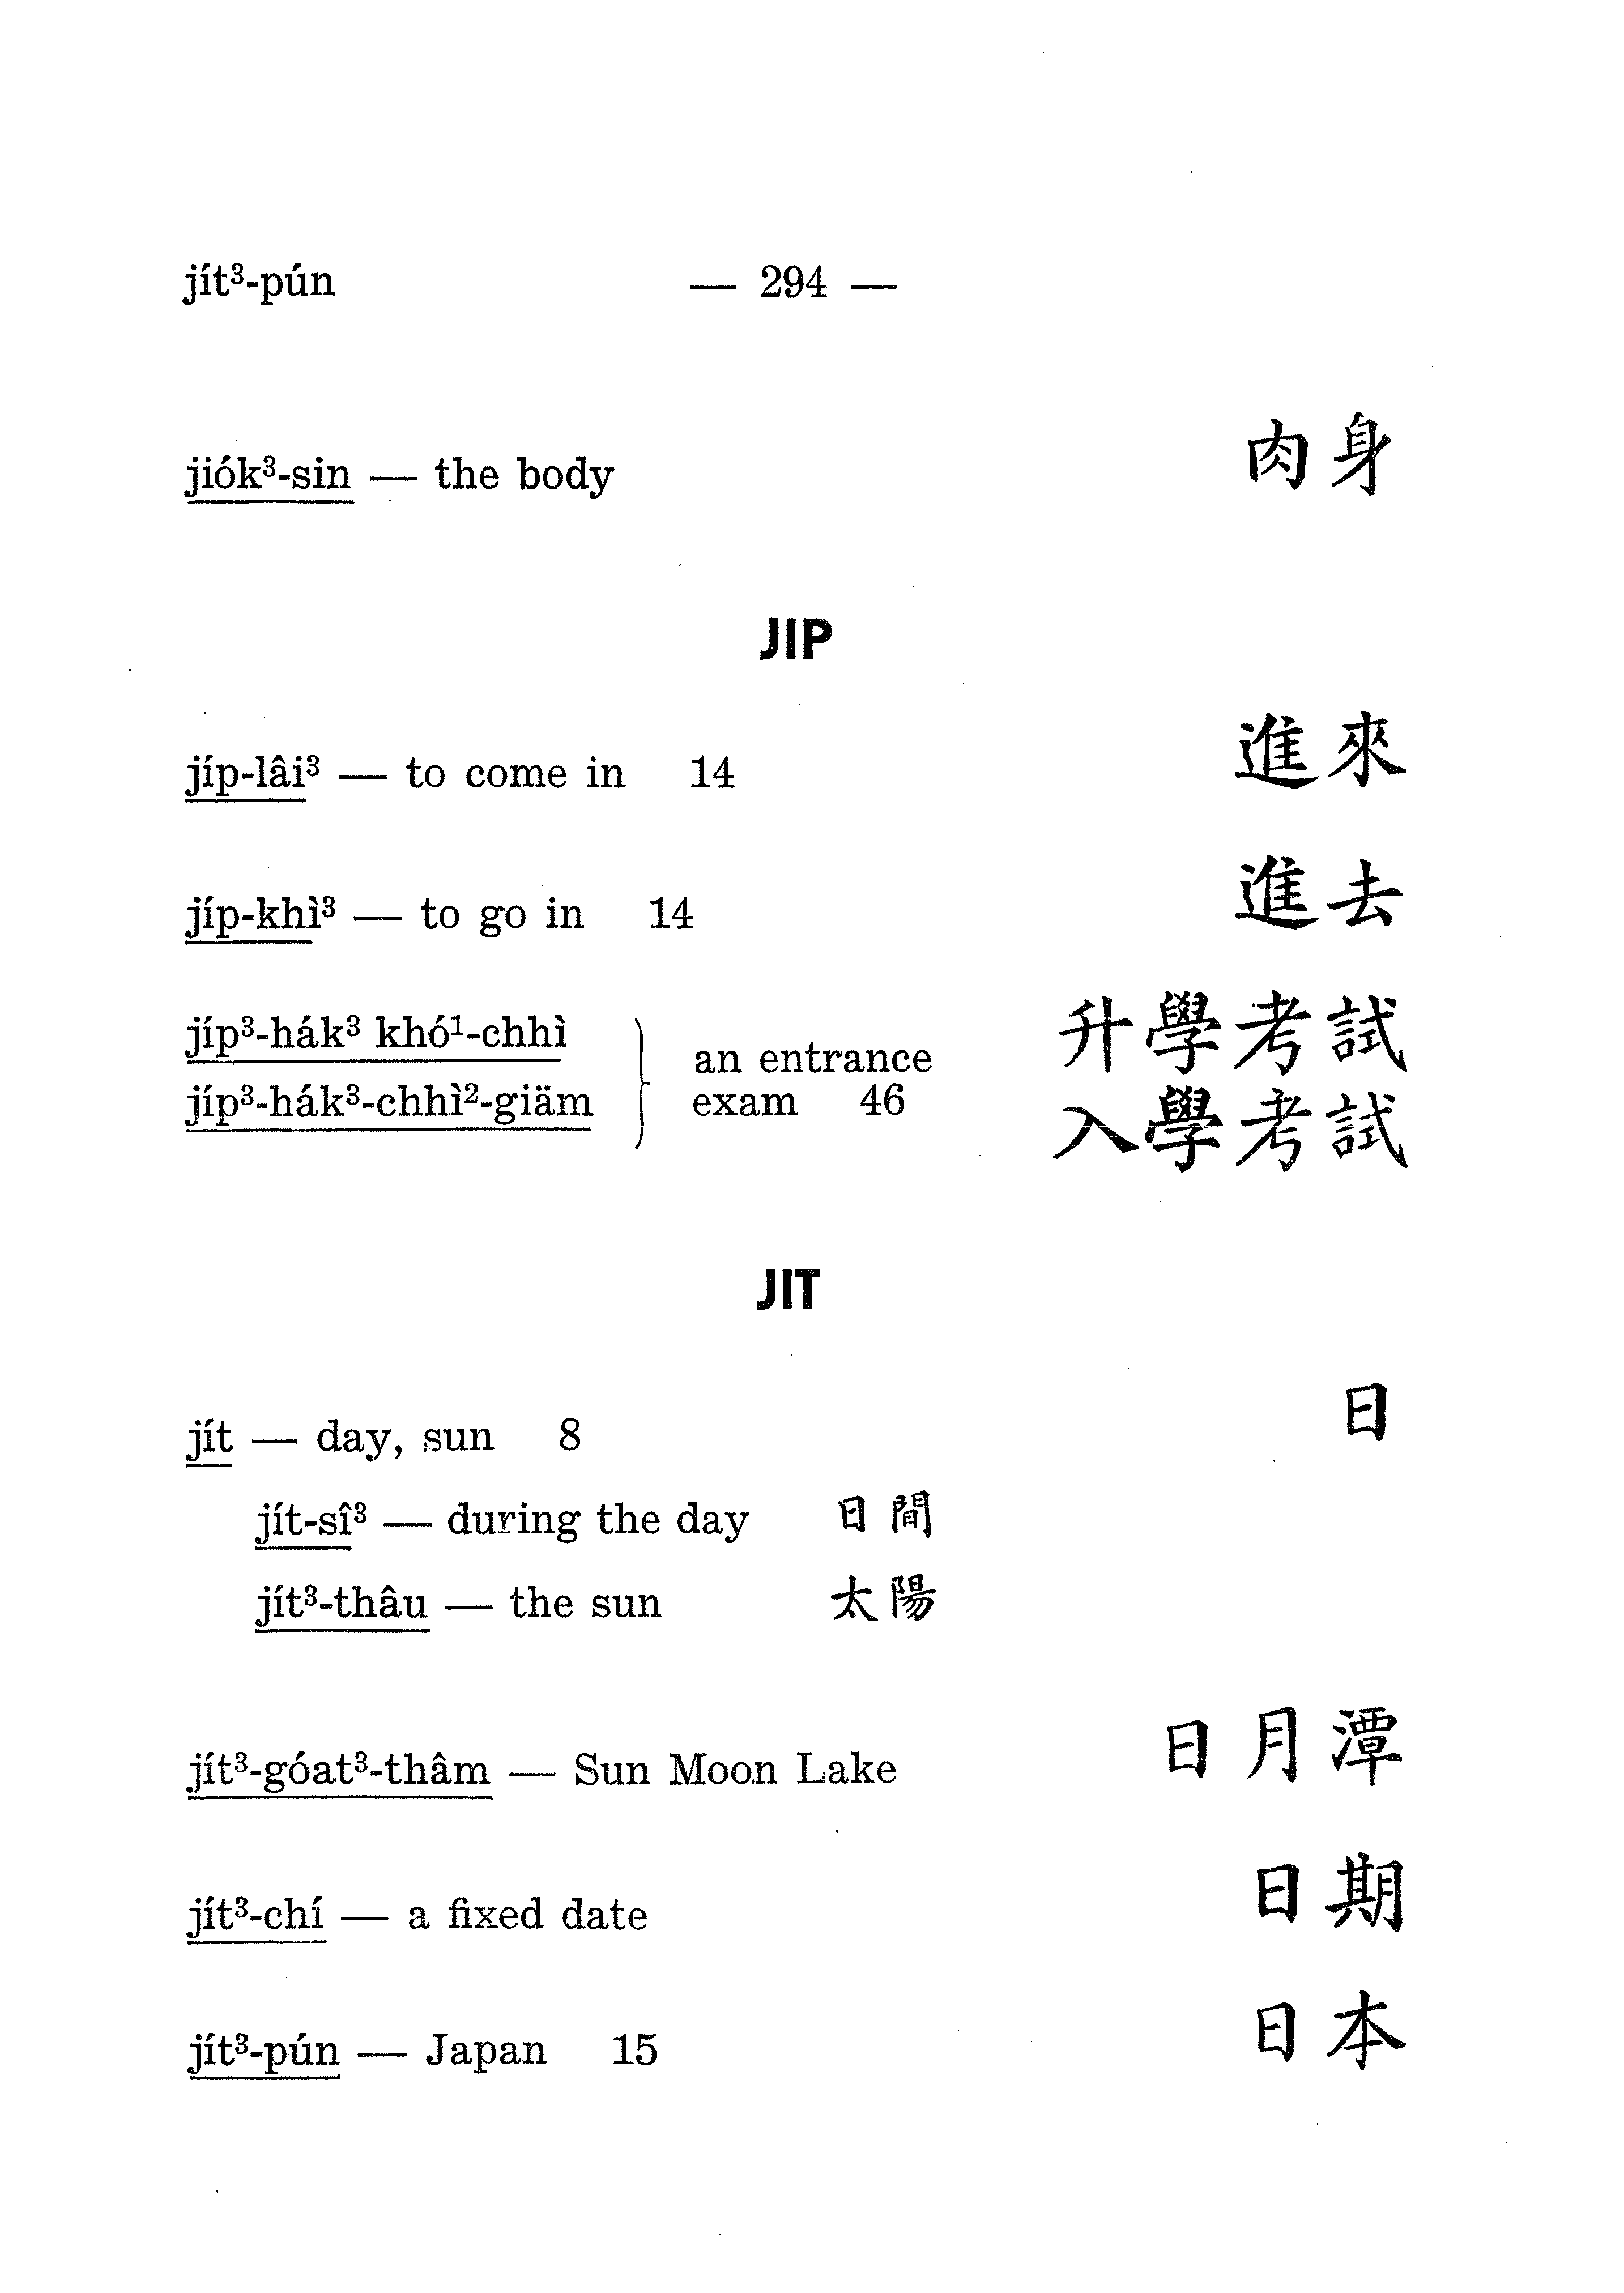 jít³-pún — 294 —
jiók³-sin — the body 肉身
JIP
jíp-lâi³ — to come in 14 進來
jíp-khì³ — to go in 14 進去
jíp³-hák³ khó¹-chhì 升學考試
an entrance
jíp³-hák³-chhì²-giäm exam 46 入學考試
JIT
jít — day, sun 8 日
jít-sî³ — during the day 日間
jít³-thâu — the sun 太陽
jít³-góat³-thâm — Sun Moon Lake 日月潭
jít³-chí — a fixed date 日期
jít³-pún — Japan 15 日本